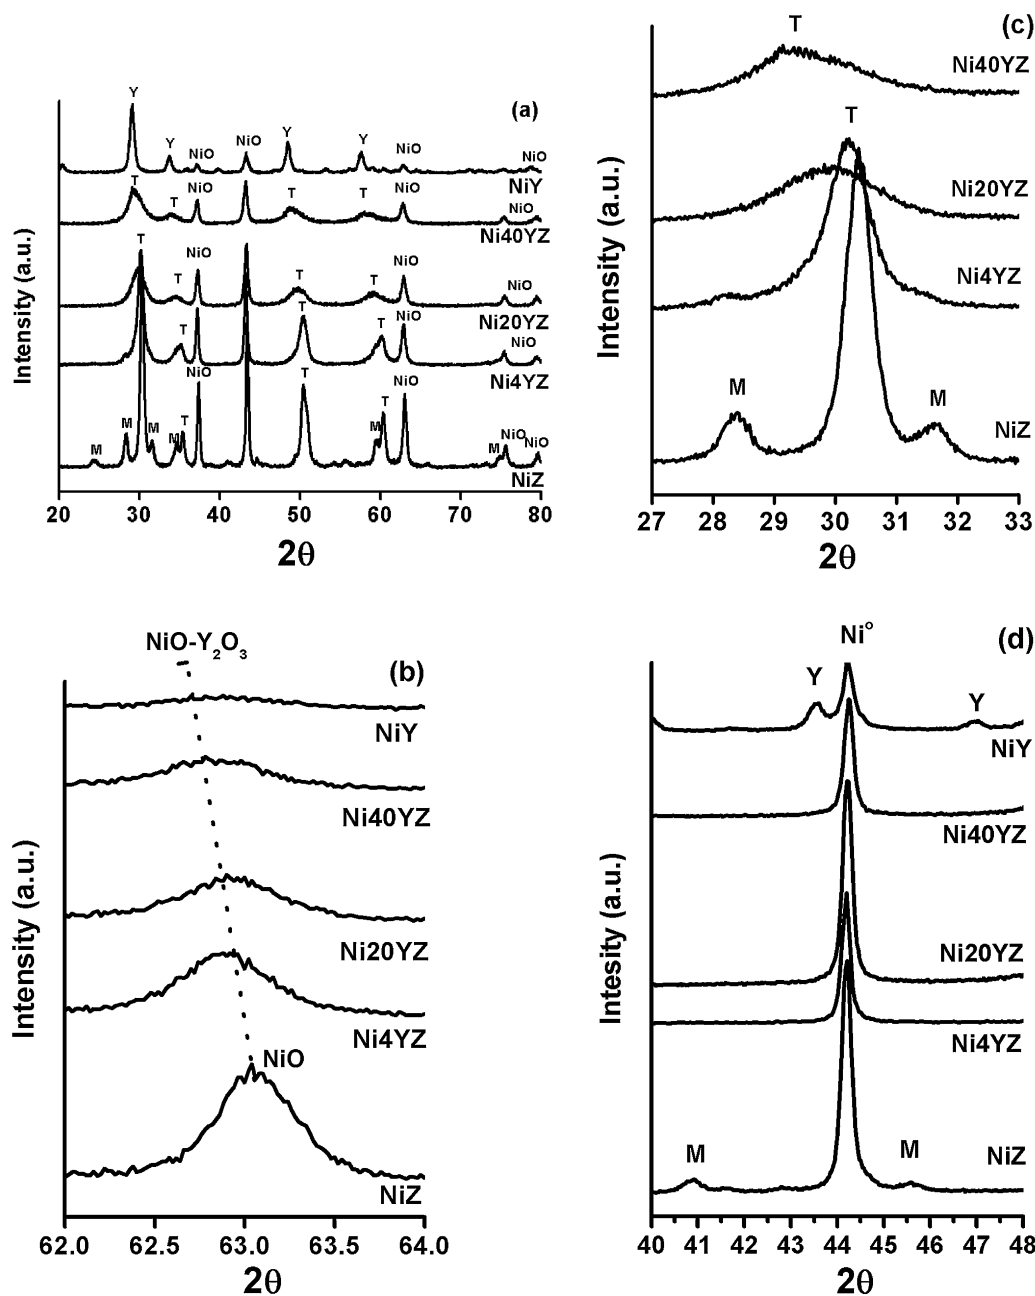 (a)
Y
Y
NiO
NiO
Y
Y
NiO
NiO
NiY
T
T
NiO
T
T
NiO
NiO
Ni40YZ
T
T
NiO
T
T
NiO
Ni20YZ
T
T
T
NiO
NiO
Ni4YZ
M
M
M
M
T
NiO
T
M
T
NiO
M
NiO
NiO
NiZ
Intensity (a.u.)
20 30 40 50 60 70 80
2θ
(c)
T
Ni40YZ
T
Ni20YZ
Ni4YZ
M
M
NiZ
Intensity (a.u.)
27 28 29 30 31 32 33
2θ
(b)
NiO-Y₂O₃
NiY
Ni40YZ
Ni20YZ
Ni4YZ
NiO
NiZ
Intensity (a.u.)
62.0 62.5 63.0 63.5 64.0
2θ
(d)
Ni°
Y
Y
NiY
Ni40YZ
Ni20YZ
Ni4YZ
M
M
NiZ
Intesity (a.u.)
40 41 42 43 44 45 46 47 48
2θ